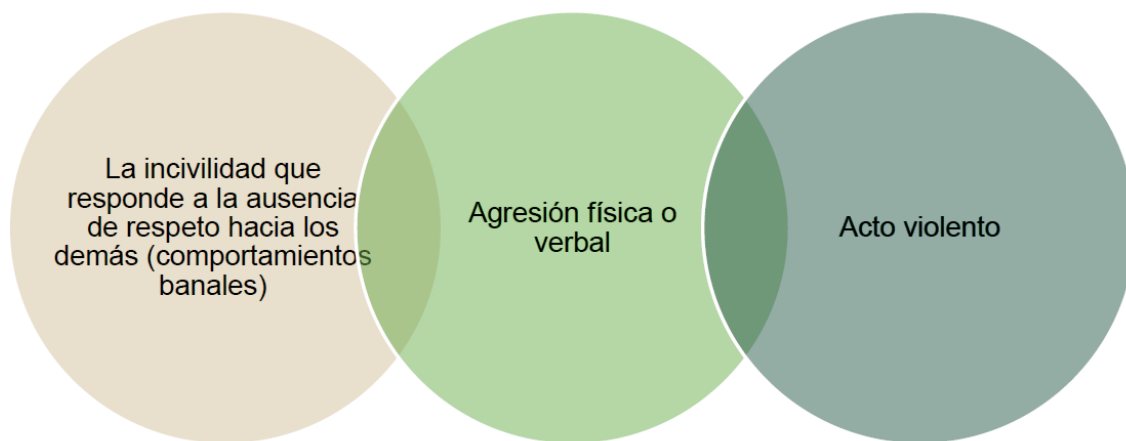 La incivilidad que
responde a la ausencia
de respeto hacia los
demás (comportamientos
banales)
Agresión física o
verbal
Acto violento